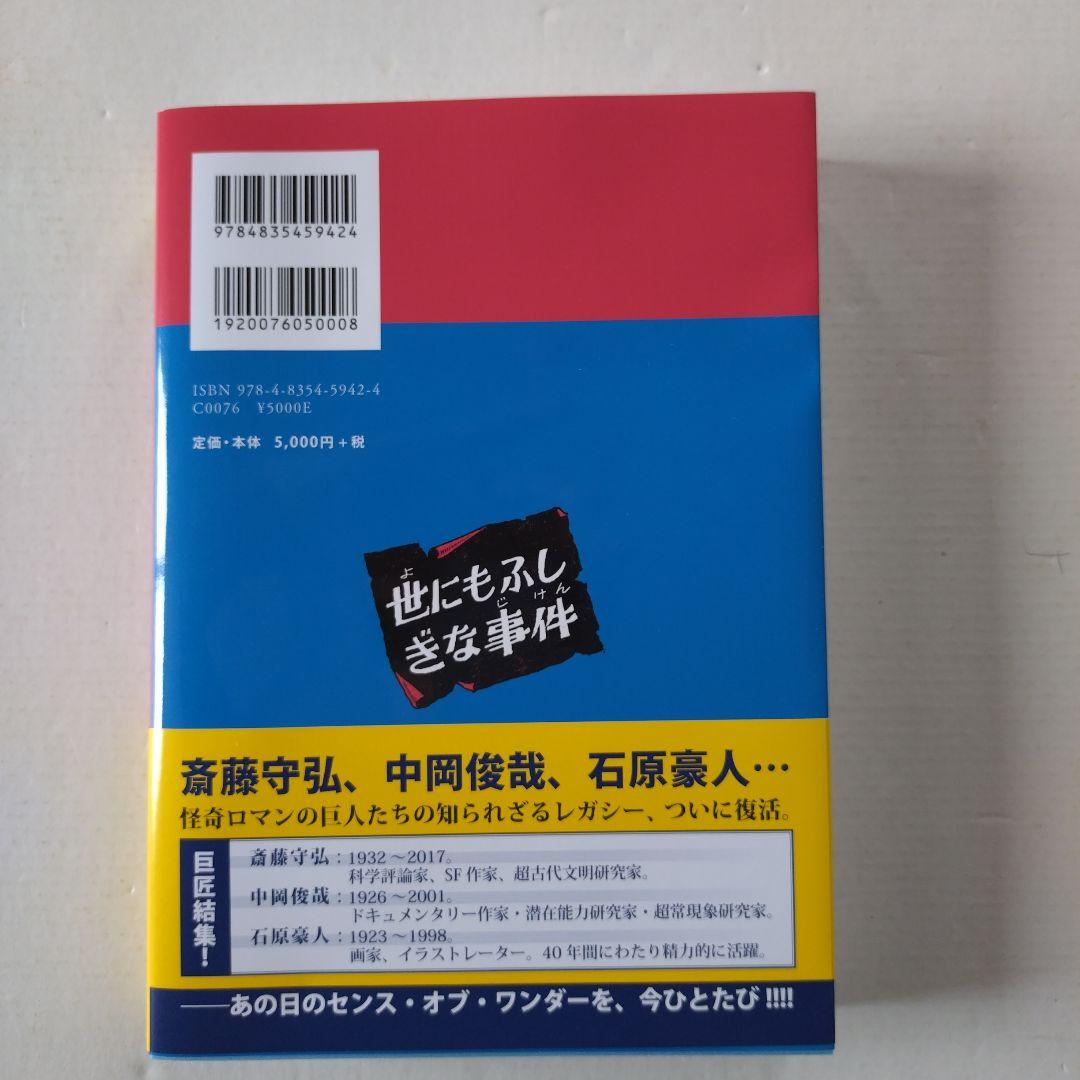 9784835459424
1920076050008
ISBN 978-4-8354-5942-4
C0076 ¥5000E
定価・本体 5,000円+税
よ
世にもふし
じけん
ぎな事件
斎藤守弘、中岡俊哉、石原豪人…
怪奇ロマンの巨人たちの知られざるレガシー、ついに復活。
巨匠結集!
斎藤守弘:1932〜2017。
科学評論家、SF作家、超古代文明研究家。
中岡俊哉:1926〜2001。
ドキュメンタリー作家・潜在能力研究家・超常現象研究家。
石原豪人:1923〜1998。
画家、イラストレーター。40年間にわたり精力的に活躍。
――あの日のセンス・オブ・ワンダーを、今ひとたび!!!!